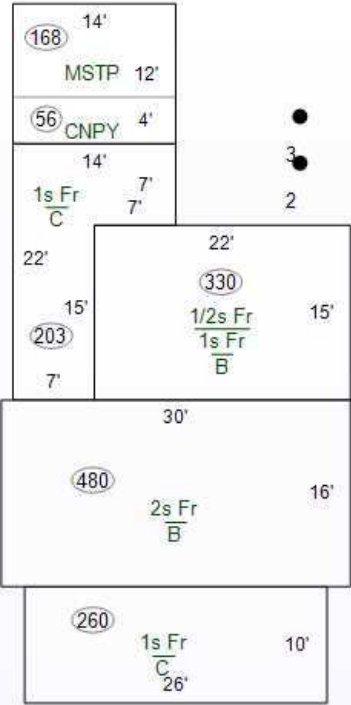 14'
168
MSTP 12'
56 CNPY 4'
14'
3
7'
1s Fr
C
7'
2
22'
22'
330
15'
1/2s Fr
1s Fr
B
15'
203
7'
30'
480
16'
2s Fr
B
260
1s Fr
C
10'
26'